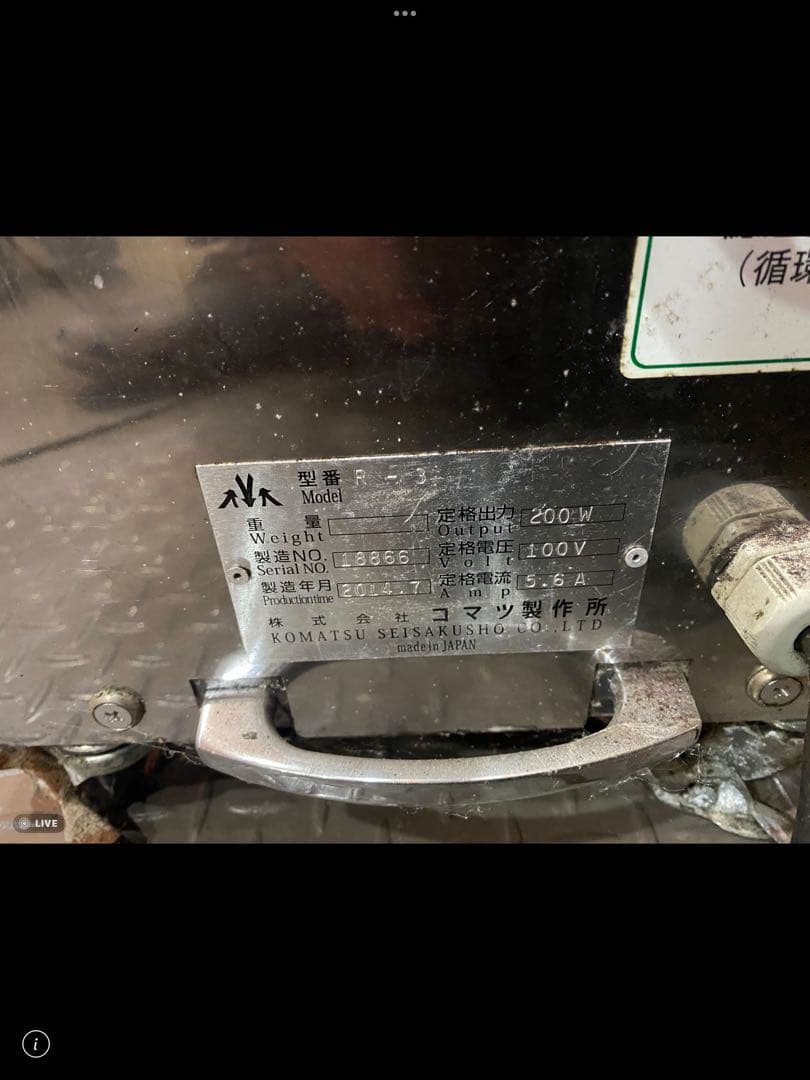 (循環
型番 R-3
Model
重量
Weight
定格出力 200W
Output
製造NO. 18866
Serial NO.
定格電圧 100V
Volt
製造年月 2014.7
Productiontime
定格電流 5.6A
Amp
株式会社 コマツ製作所
KOMATSU SEISAKUSHO CO.,LTD
made in JAPAN
LIVE